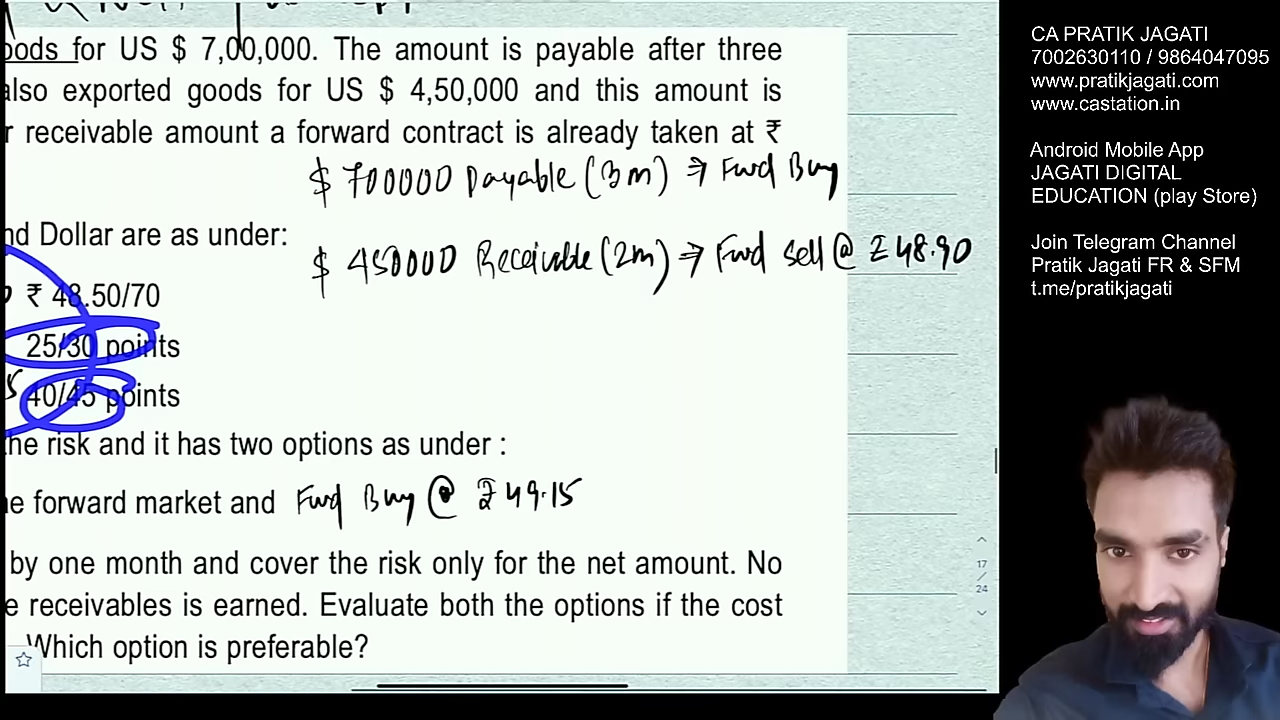 oods for US $ 7,00,000. The amount is payable after three
also exported goods for US $ 4,50,000 and this amount is
r receivable amount a forward contract is already taken at ₹
$ 700000 Payable (3m) ⇒ Fwd Buy
nd Dollar are as under:
$ 450000 Receivable (2m) ⇒ Fwd Sell @ ₹48.90
₹ 48.50/70
25/30 points
40/45 points
the risk and it has two options as under :
e forward market and Fwd Buy @ ₹49.15
by one month and cover the risk only for the net amount. No
e receivables is earned. Evaluate both the options if the cost
Which option is preferable?
17
/
24
CA PRATIK JAGATI
7002630110 / 9864047095
www.pratikjagati.com
www.castation.in
Android Mobile App
JAGATI DIGITAL
EDUCATION (play Store)
Join Telegram Channel
Pratik Jagati FR & SFM
t.me/pratikjagati